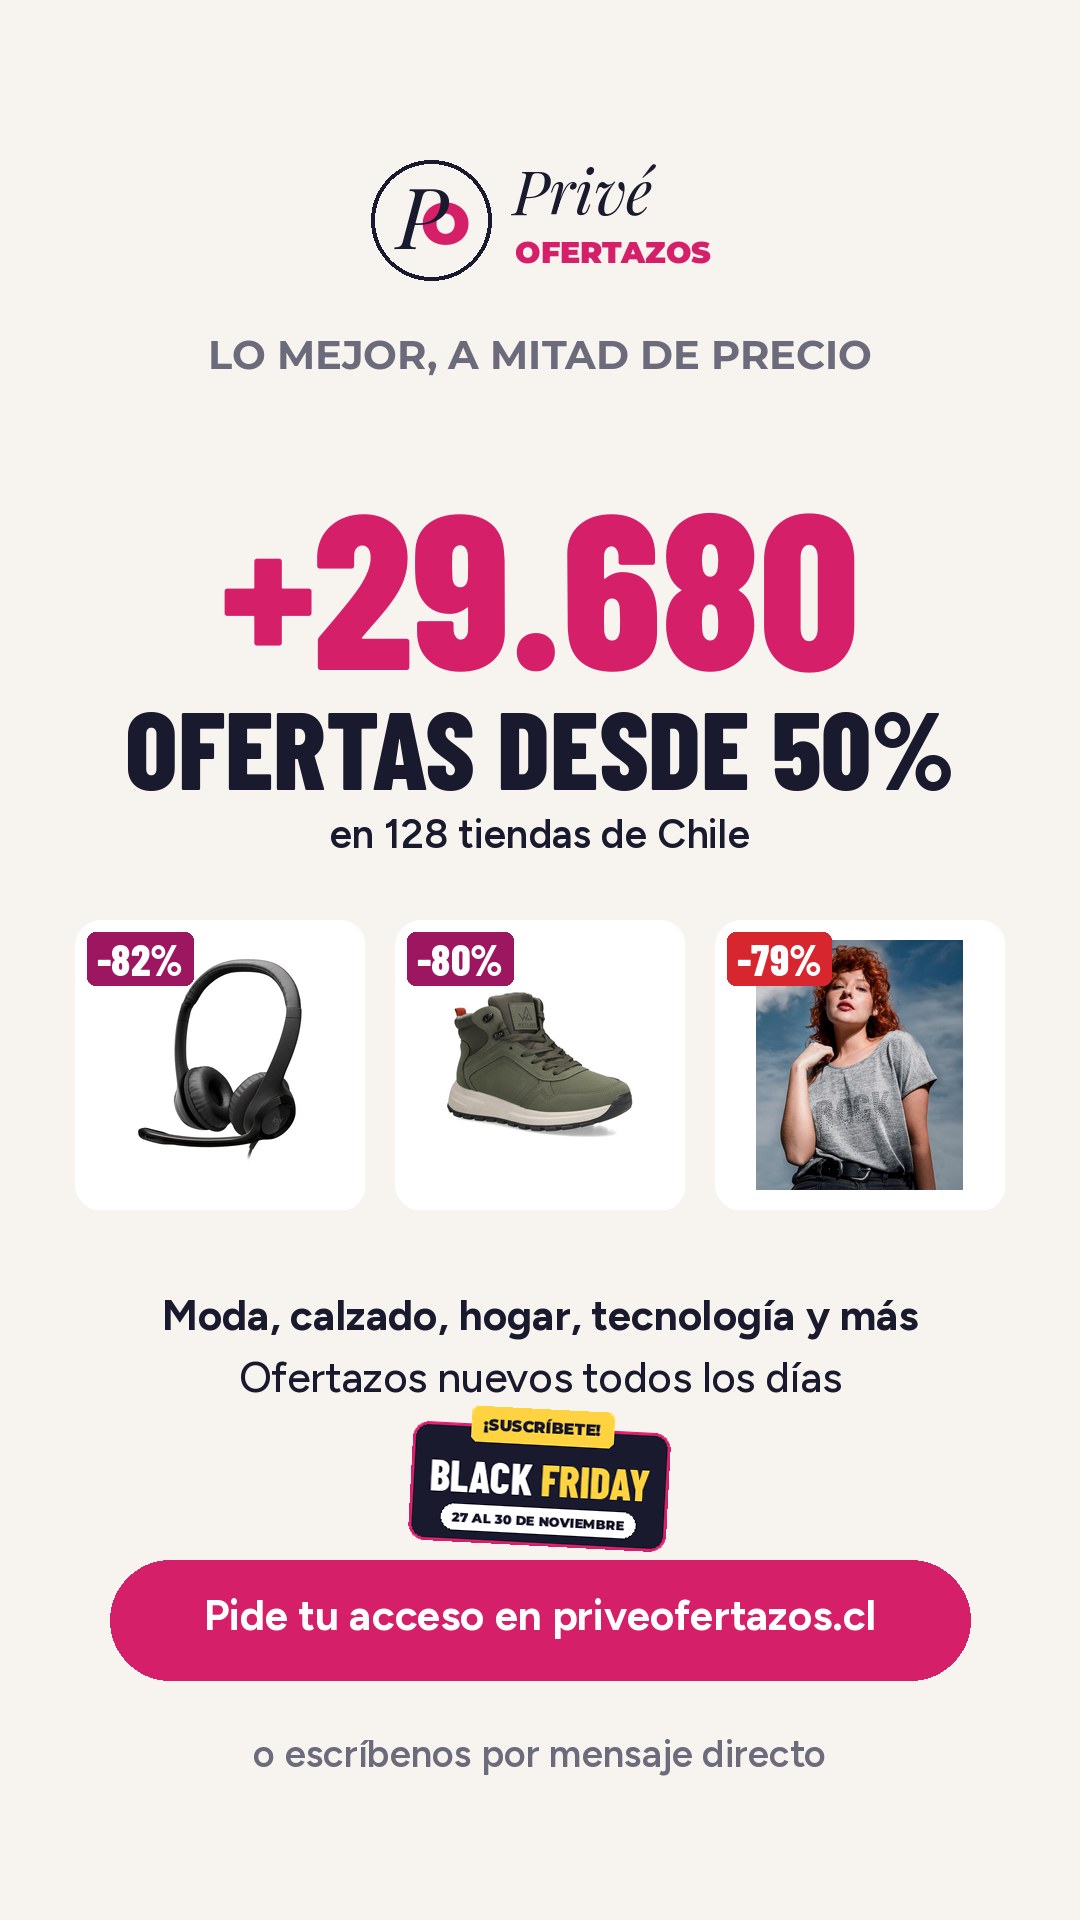 Po
Privé
OFERTAZOS
LO MEJOR, A MITAD DE PRECIO
+29.680
OFERTAS DESDE 50%
en 128 tiendas de Chile
-82%
-80%
-79%
ROCK
Moda, calzado, hogar, tecnología y más
Ofertazos nuevos todos los días
¡SUSCRÍBETE!
BLACK FRIDAY
27 AL 30 DE NOVIEMBRE
Pide tu acceso en priveofertazos.cl
o escríbenos por mensaje directo